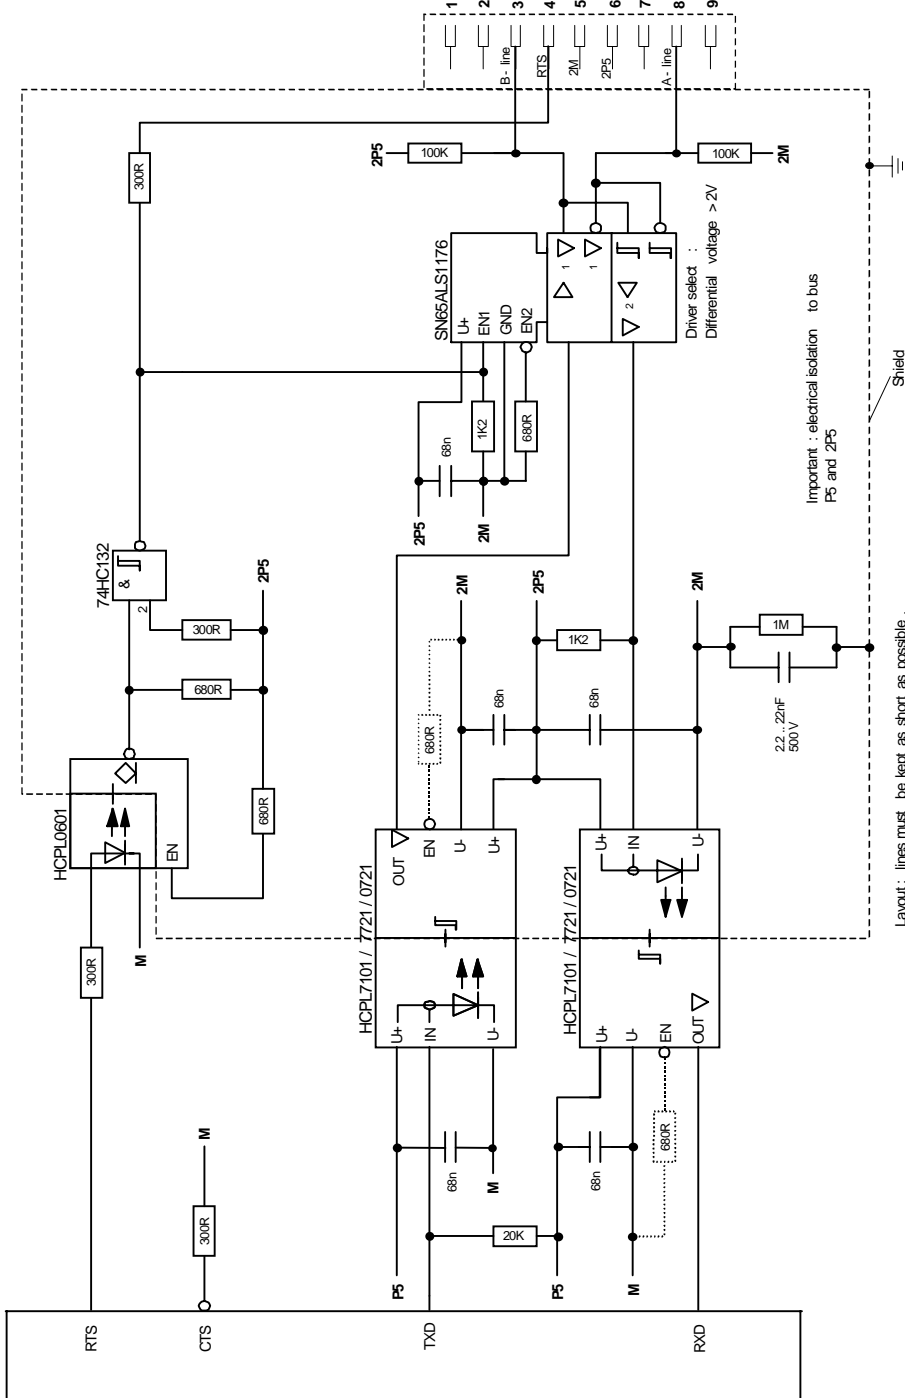 1
2
3
4
5
6
7
8
9
B - line
RTS
2M
2P5
A - line
300R
2P5
100K
100K
2M
SN65ALS1176
U+
EN1
GND
EN2
1
1
2
Driver select :
Differential voltage > 2V
1K2
680R
68n
2P5
2M
Important : electrical isolation to bus
P5 and 2P5
Shield
74HC132
&
2
300R
2P5
680R
680R
HCPL0601
EN
M
300R
2M
2P5
2M
1K2
680R
68n
68n
1M
2.2 .. 22nF
500 V
HCPL7101 / 7721 / 0721
OUT
EN
U-
U+
U+
IN
U-
HCPL7101 / 7721 / 0721
U+
IN
U-
U+
U-
EN
OUT
M
300R
68n
M
68n
680R
20K
P5
P5
M
RTS
CTS
TXD
RXD
Layout : lines must be kept as short as possible .